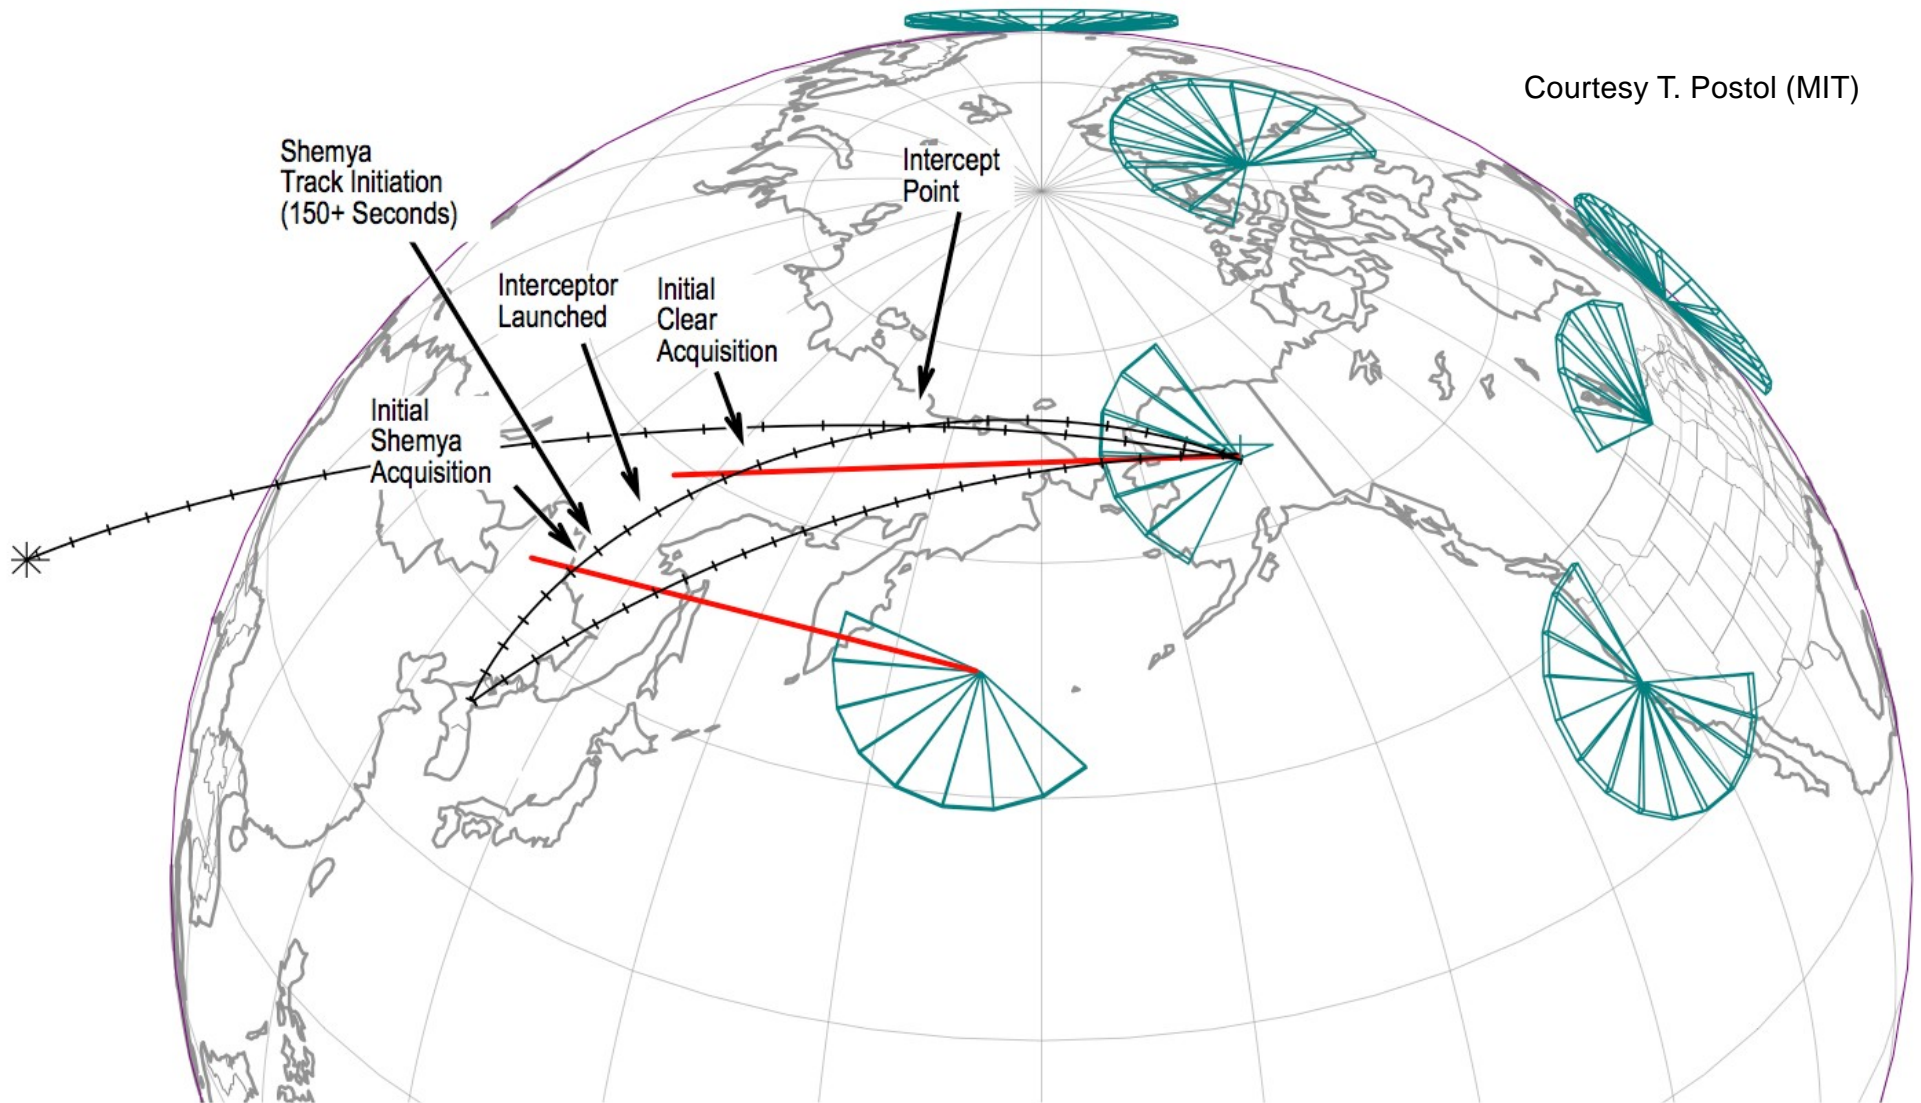 Courtesy T. Postol (MIT)
Shemya
Track Initiation
(150+ Seconds)
Intercept
Point
Interceptor
Launched
Initial
Clear
Acquisition
Initial
Shemya
Acquisition